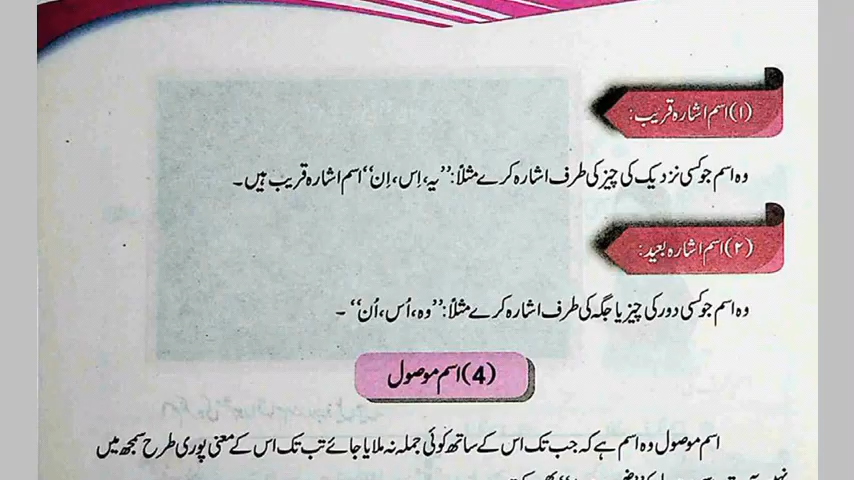 (۱) اسم اشارہ قریب:
وہ اسم جو کسی نزدیک کی چیز کی طرف اشارہ کرے مثلاً: ”یہ، اِس، اِن“ اسم اشارہ قریب ہیں۔
(۲) اسم اشارہ بعید:
وہ اسم جو کسی دور کی چیز یا جگہ کی طرف اشارہ کرے مثلاً: ”وہ، اُس، اُن“ ۔
(4) اسم موصول
اسم موصول وہ اسم ہے کہ جب تک اس کے ساتھ کوئی جملہ نہ ملایا جائے تب تک اس کے معنی پوری طرح سمجھ میں